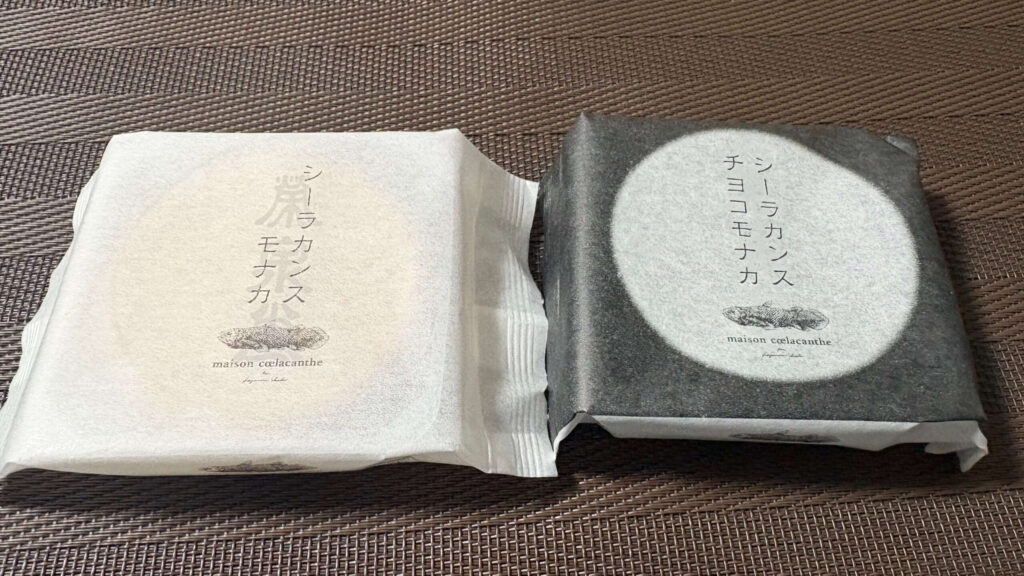 シーラカンス
モナカ
maison cœlacanthe
シーラカンス
チヨコモナカ
maison cœlacanthe